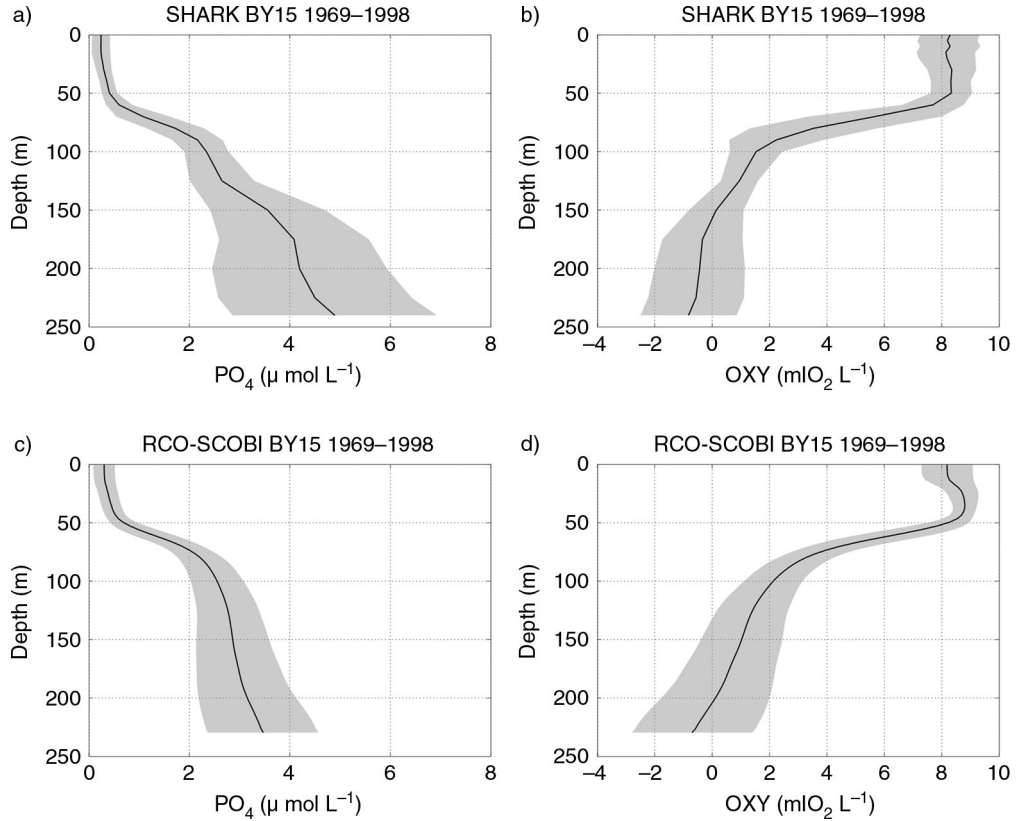 a) SHARK BY15 1969–1998
0
50
100
150
200
250
Depth (m)
0 2 4 6 8
PO4 (µ mol L–1)
b) SHARK BY15 1969–1998
0
50
100
150
200
250
Depth (m)
–4 –2 0 2 4 6 8 10
OXY (mlO2 L–1)
c) RCO-SCOBI BY15 1969–1998
0
50
100
150
200
250
Depth (m)
0 2 4 6 8
PO4 (µ mol L–1)
d) RCO-SCOBI BY15 1969–1998
0
50
100
150
200
250
Depth (m)
–4 –2 0 2 4 6 8 10
OXY (mlO2 L–1)